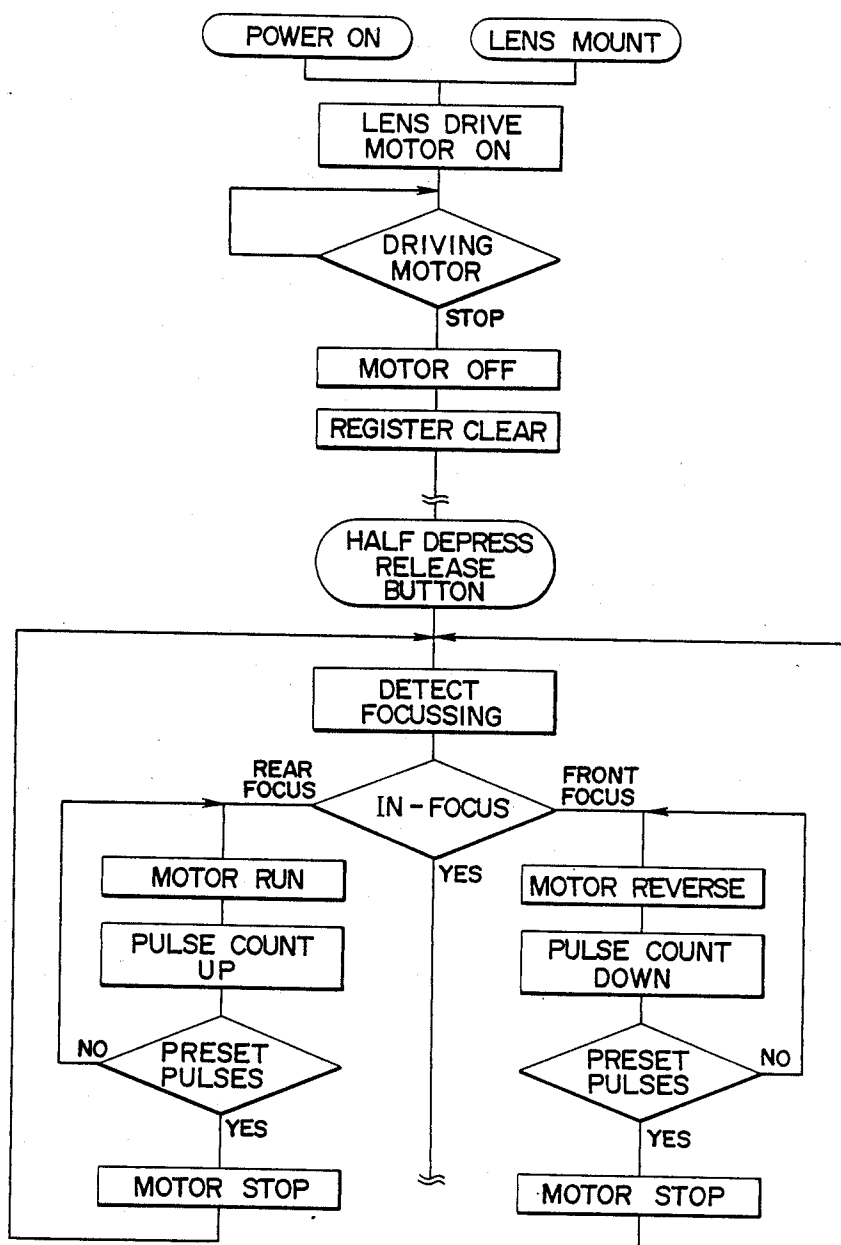 POWER ON
LENS MOUNT
LENS DRIVE
MOTOR ON
DRIVING
MOTOR
STOP
MOTOR OFF
REGISTER CLEAR
HALF DEPRESS
RELEASE
BUTTON
DETECT
FOCUSSING
REAR
FOCUS
IN-FOCUS
FRONT
FOCUS
YES
MOTOR RUN
PULSE COUNT
UP
NO
PRESET
PULSES
YES
MOTOR STOP
MOTOR REVERSE
PULSE COUNT
DOWN
PRESET
PULSES
NO
YES
MOTOR STOP